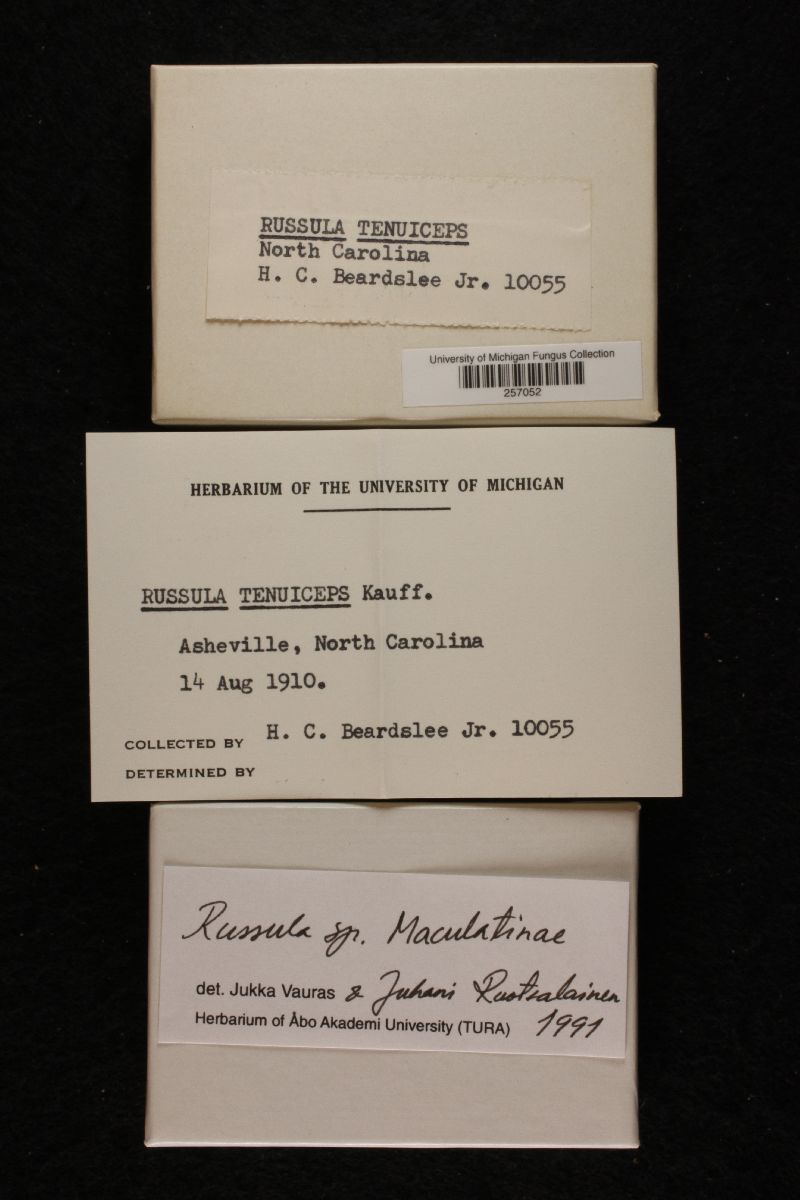 RUSSULA TENUICEPS
North Carolina
H. C. Beardslee Jr. 10055
University of Michigan Fungus Collection
257052
HERBARIUM OF THE UNIVERSITY OF MICHIGAN
RUSSULA TENUICEPS Kauff.
Asheville, North Carolina
14 Aug 1910.
COLLECTED BY H. C. Beardslee Jr. 10055
DETERMINED BY
Russula sp. Maculatinae
det. Jukka Vauras & Juhani Ruotsalainen
Herbarium of Åbo Akademi University (TURA) 1991